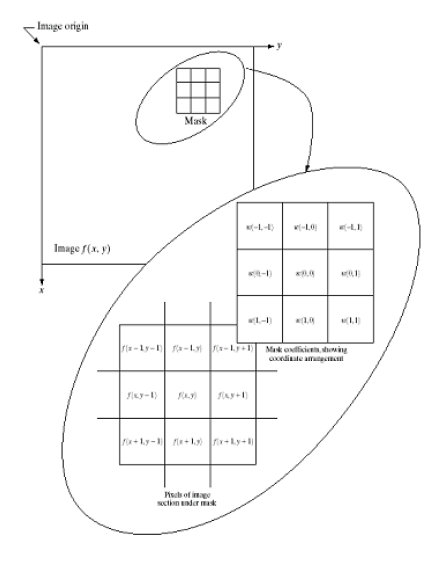 Image origin
y
Mask
Image f(x, y)
x
w(−1,−1) w(−1,0) w(−1,1)
w(0,−1) w(0,0) w(0,1)
w(1,−1) w(1,0) w(1,1)
Mask coefficients, showing
coordinate arrangement
f(x − 1, y − 1) f(x − 1, y) f(x − 1, y + 1)
f(x, y − 1) f(x, y) f(x, y + 1)
f(x + 1, y − 1) f(x + 1, y) f(x + 1, y + 1)
Pixels of image
section under mask